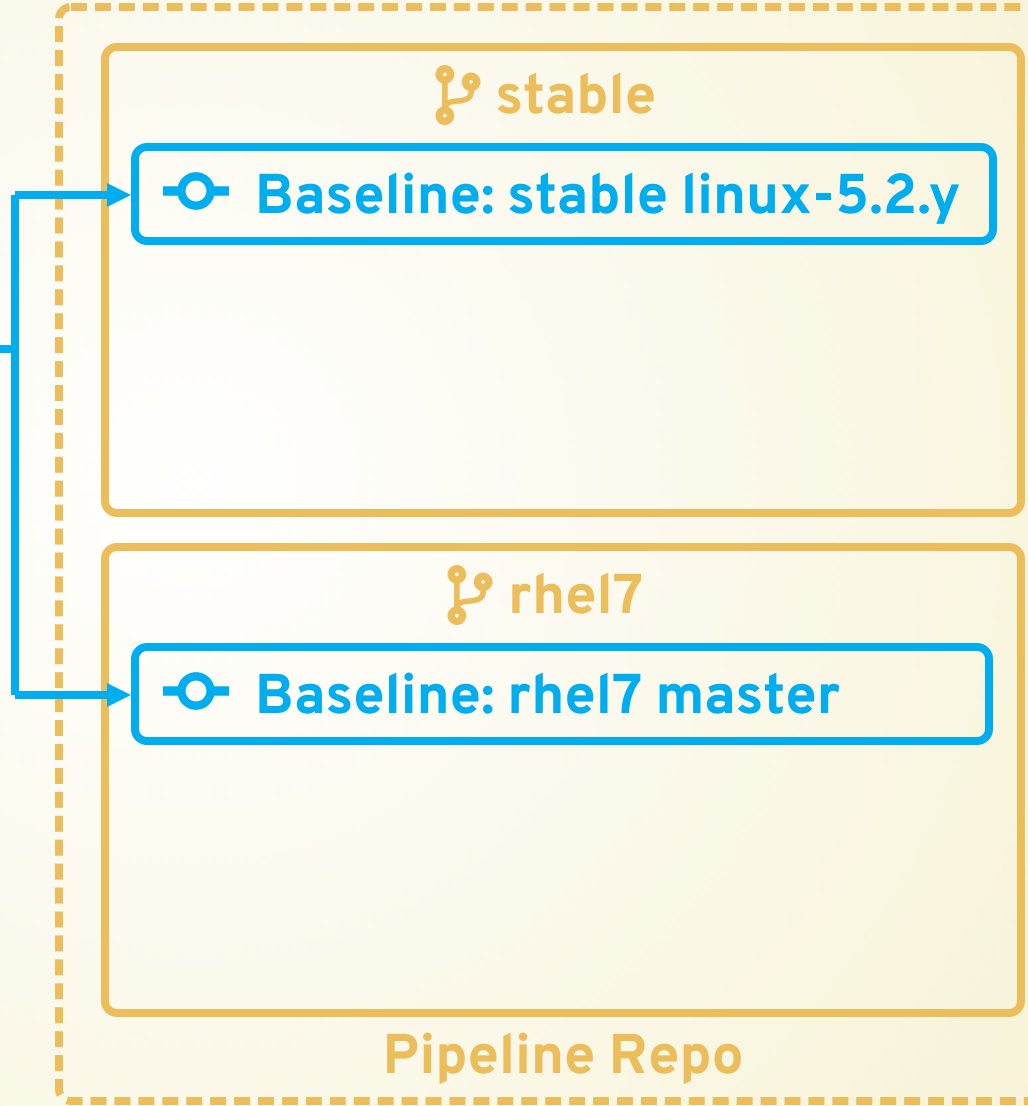 stable
Baseline: stable linux-5.2.y
rhel7
Baseline: rhel7 master
Pipeline Repo